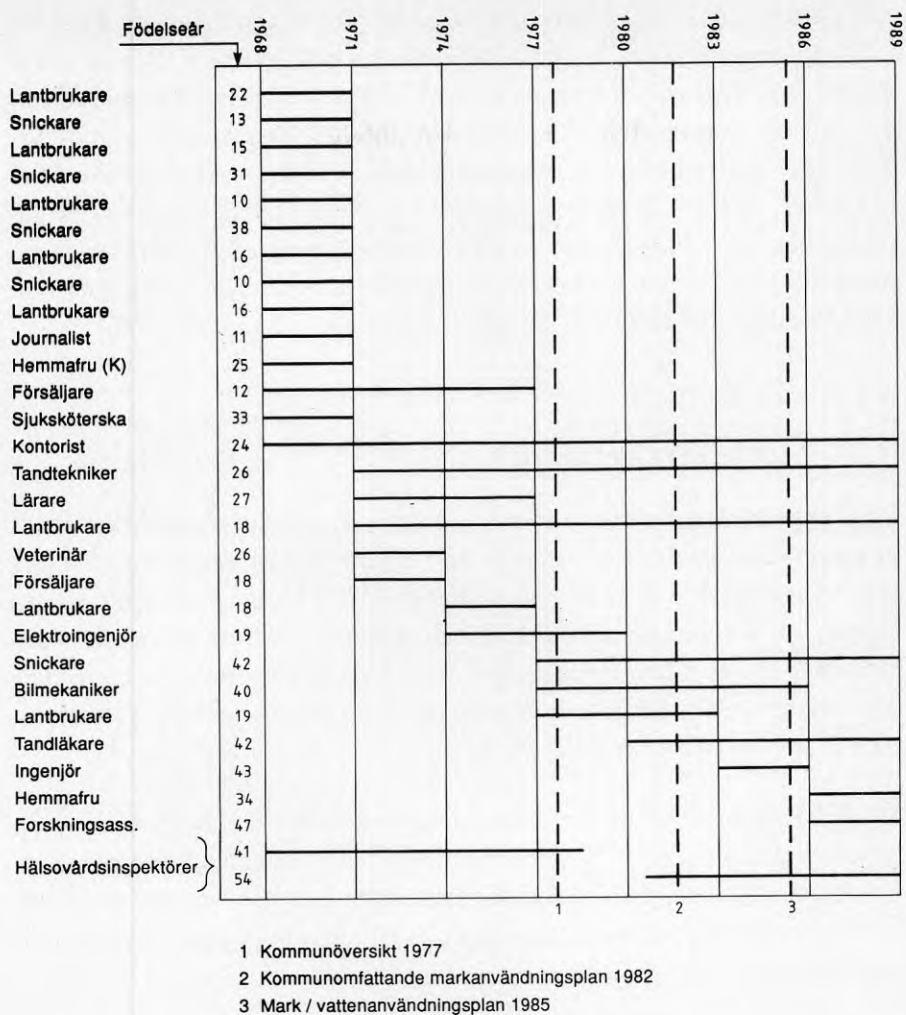 Födelseår
1968 1971 1974 1977 1980 1983 1986 1989
Lantbrukare 22
Snickare 13
Lantbrukare 15
Snickare 31
Lantbrukare 10
Snickare 38
Lantbrukare 16
Snickare 10
Lantbrukare 16
Journalist 11
Hemmafru (K) 25
Försäljare 12
Sjuksköterska 33
Kontorist 24
Tandtekniker 26
Lärare 27
Lantbrukare 18
Veterinär 26
Försäljare 18
Lantbrukare 18
Elektroingenjör 19
Snickare 42
Bilmekaniker 40
Lantbrukare 19
Tandläkare 42
Ingenjör 43
Hemmafru 34
Forskningsass. 47
Hälsovårdsinspektörer 41
54
1 2 3
1 Kommunöversikt 1977
2 Kommunomfattande markanvändningsplan 1982
3 Mark / vattenanvändningsplan 1985